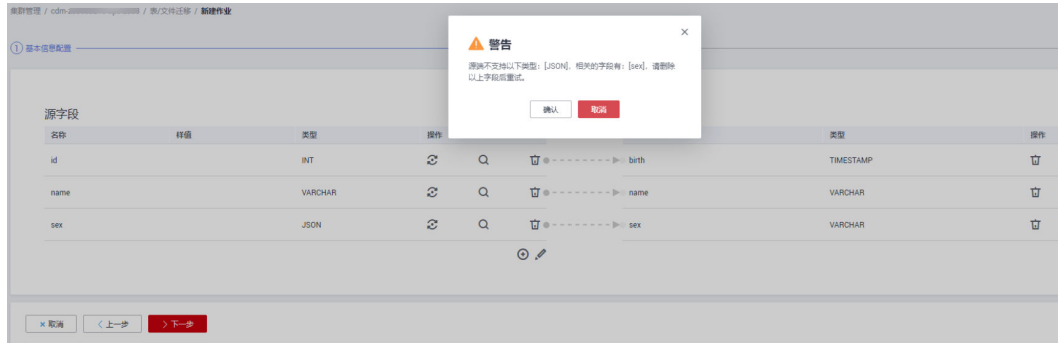 集群管理 / cdm- / 表/文件迁移 / 新建作业
1 基本信息配置
警告
源端不支持以下类型：[JSON]，相关的字段有：[sex]，请删除
以上字段后重试。
确认 取消
源字段
名称 样值 类型 操作 类型 操作
id INT birth TIMESTAMP
name VARCHAR name VARCHAR
sex JSON sex VARCHAR
× 取消 < 上一步 > 下一步